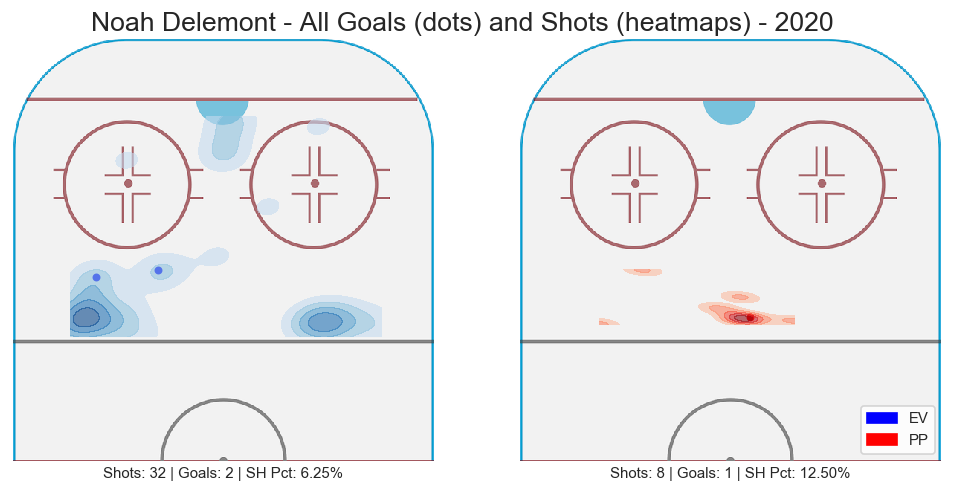 Noah Delemont - All Goals (dots) and Shots (heatmaps) - 2020
EV
PP
Shots: 32 | Goals: 2 | SH Pct: 6.25%
Shots: 8 | Goals: 1 | SH Pct: 12.50%